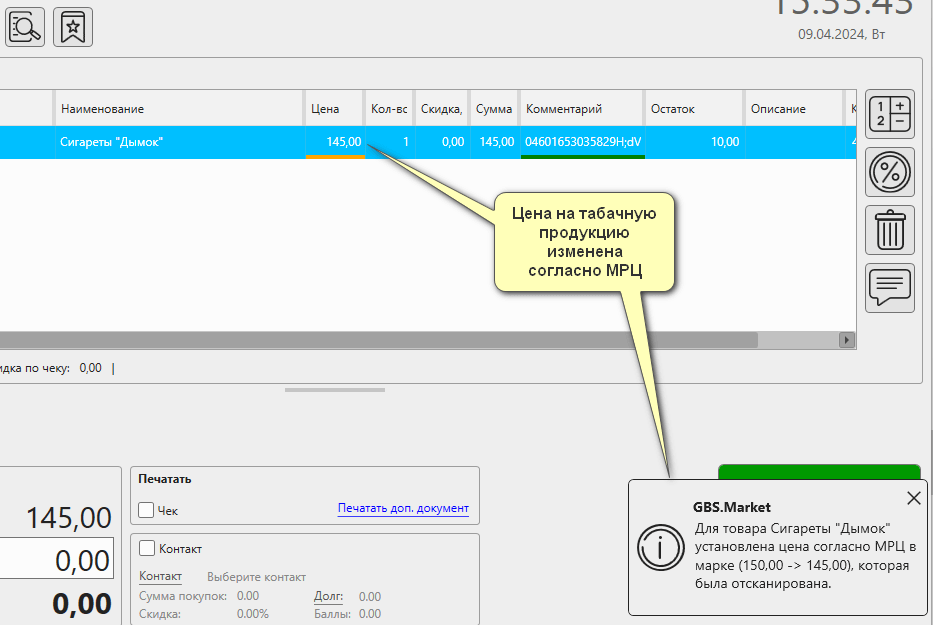 15:33:43
09.04.2024, Вт
Наименование Цена Кол-вс Скидка, Сумма Комментарий Остаток Описание
Сигареты "Дымок" 145,00 1 0,00 145,00 04601653035829H;dV 10,00
1 + 2 −
%
Цена на табачную
продукцию
изменена
согласно МРЦ
идка по чеку: 0,00
145,00
0,00
0,00
Печатать
Чек Печатать доп. документ
Контакт
Контакт Выберите контакт
Сумма покупок: 0.00 Долг: 0.00
Скидка: 0.00% Баллы: 0.00
GBS.Market
Для товара Сигареты "Дымок"
установлена цена согласно МРЦ в
марке (150,00 -> 145,00), которая
была отсканирована.